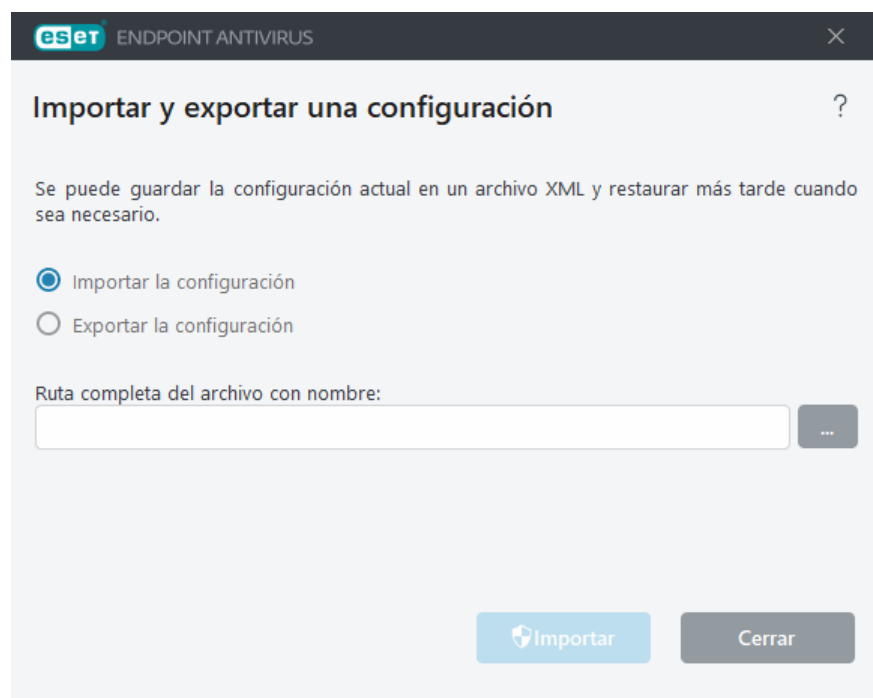 eset ENDPOINT ANTIVIRUS
Importar y exportar una configuración ?
Se puede guardar la configuración actual en un archivo XML y restaurar más tarde cuando
sea necesario.
Importar la configuración
Exportar la configuración
Ruta completa del archivo con nombre:
...
Importar Cerrar